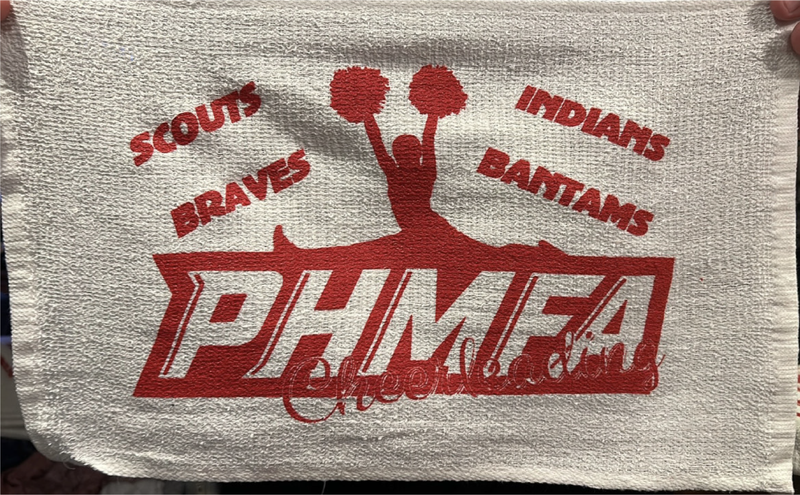 SCOUTS
INDIANS
BRAVES
BANTAMS
PHMFA
Cheerleading